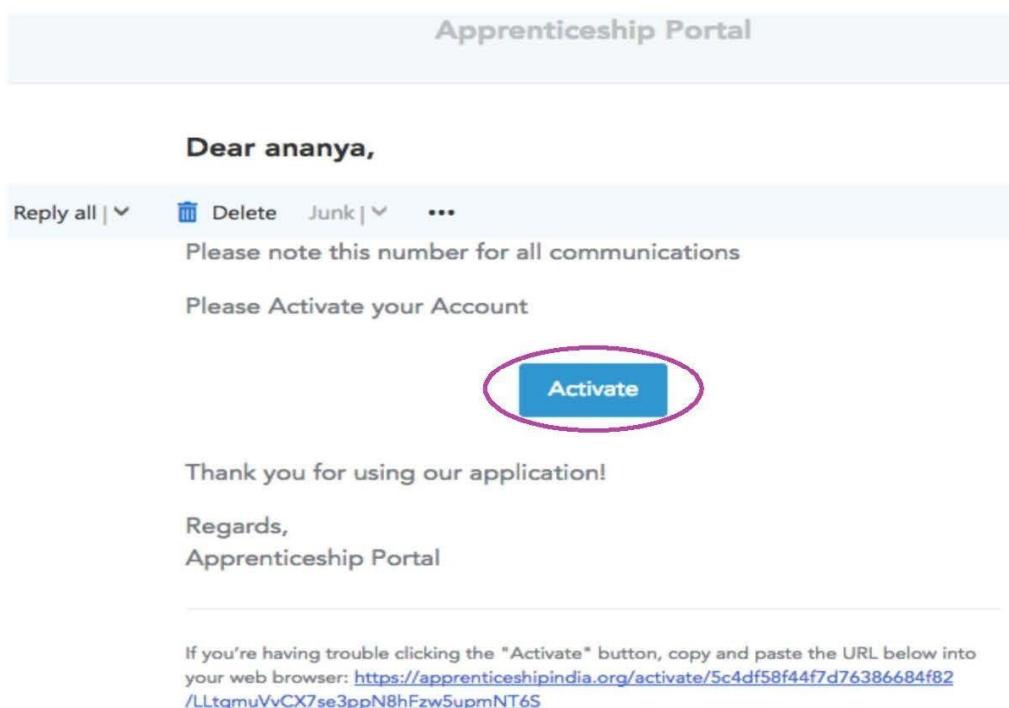 Apprenticeship Portal
Dear ananya,
Reply all | Delete Junk | •••
Please note this number for all communications
Please Activate your Account
Activate
Thank you for using our application!
Regards,
Apprenticeship Portal
If you're having trouble clicking the "Activate" button, copy and paste the URL below into
your web browser: https://apprenticeshipindia.org/activate/5c4df58f44f7d76386684f82
/LLtqmuVvCX7se3ppN8hFzw5upmNT6S